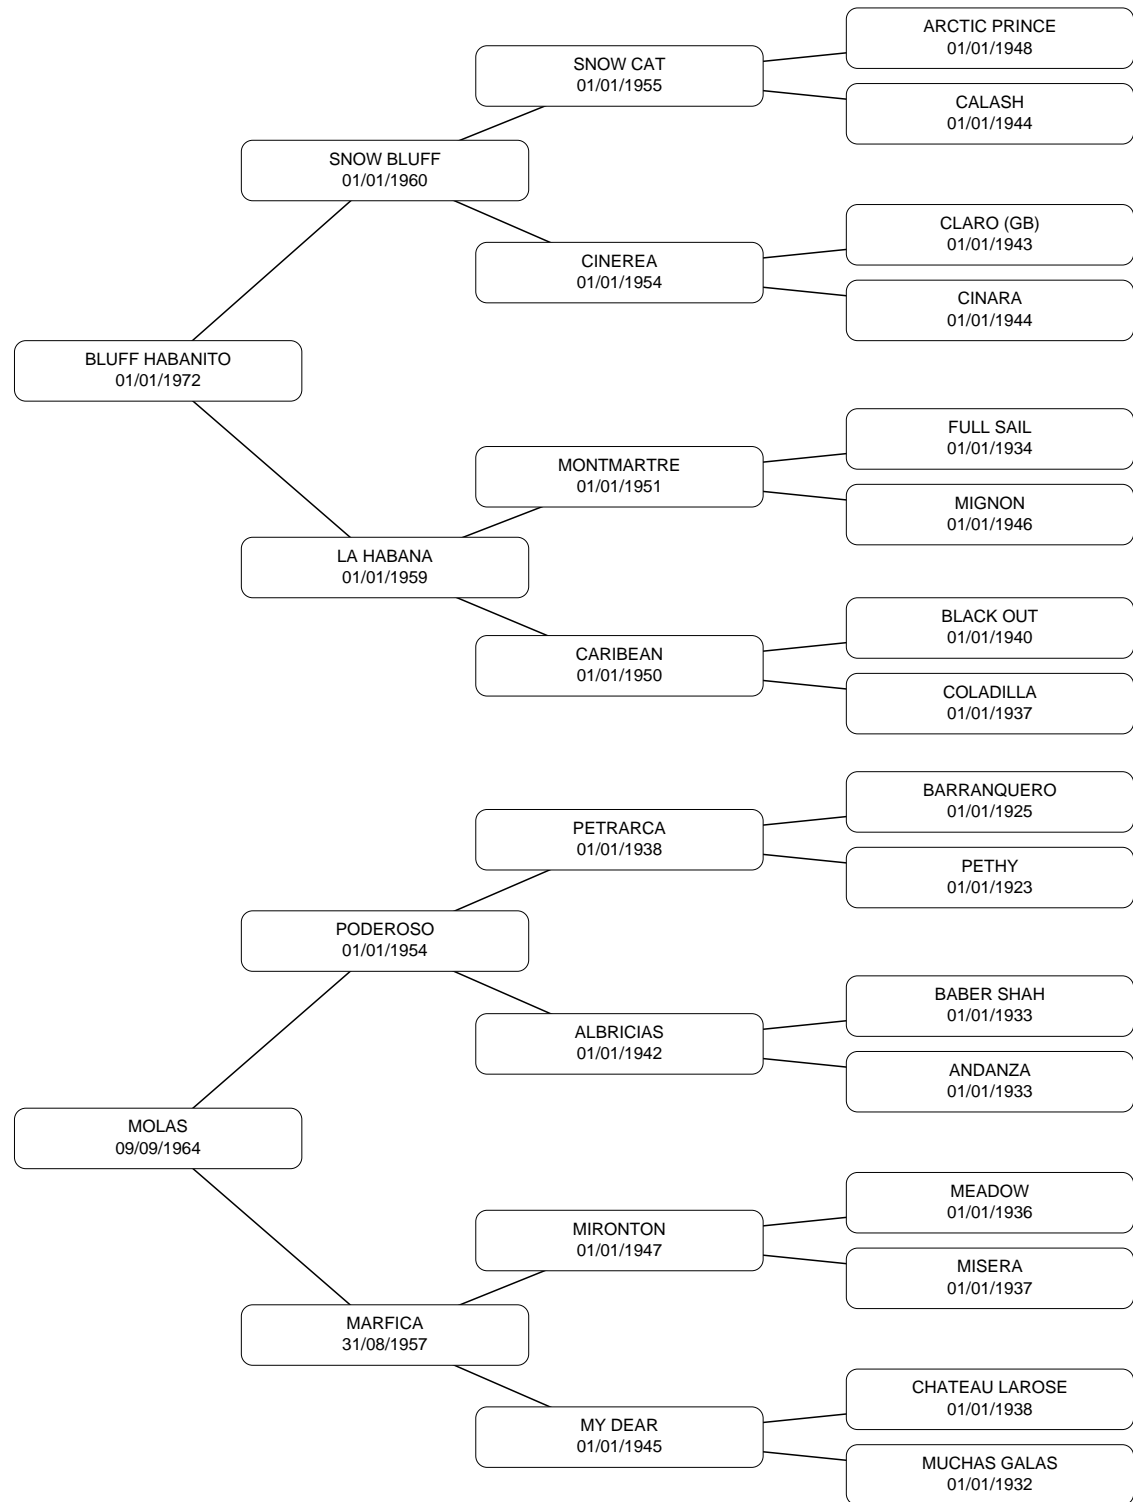 ARCTIC PRINCE
01/01/1948
SNOW CAT
01/01/1955
CALASH
01/01/1944
SNOW BLUFF
01/01/1960
CLARO (GB)
01/01/1943
CINEREA
01/01/1954
CINARA
01/01/1944
BLUFF HABANITO
01/01/1972
FULL SAIL
01/01/1934
MONTMARTRE
01/01/1951
MIGNON
01/01/1946
LA HABANA
01/01/1959
BLACK OUT
01/01/1940
CARIBEAN
01/01/1950
COLADILLA
01/01/1937
BARRANQUERO
01/01/1925
PETRARCA
01/01/1938
PETHY
01/01/1923
PODEROSO
01/01/1954
BABER SHAH
01/01/1933
ALBRICIAS
01/01/1942
ANDANZA
01/01/1933
MOLAS
09/09/1964
MEADOW
01/01/1936
MIRONTON
01/01/1947
MISERA
01/01/1937
MARFICA
31/08/1957
CHATEAU LAROSE
01/01/1938
MY DEAR
01/01/1945
MUCHAS GALAS
01/01/1932